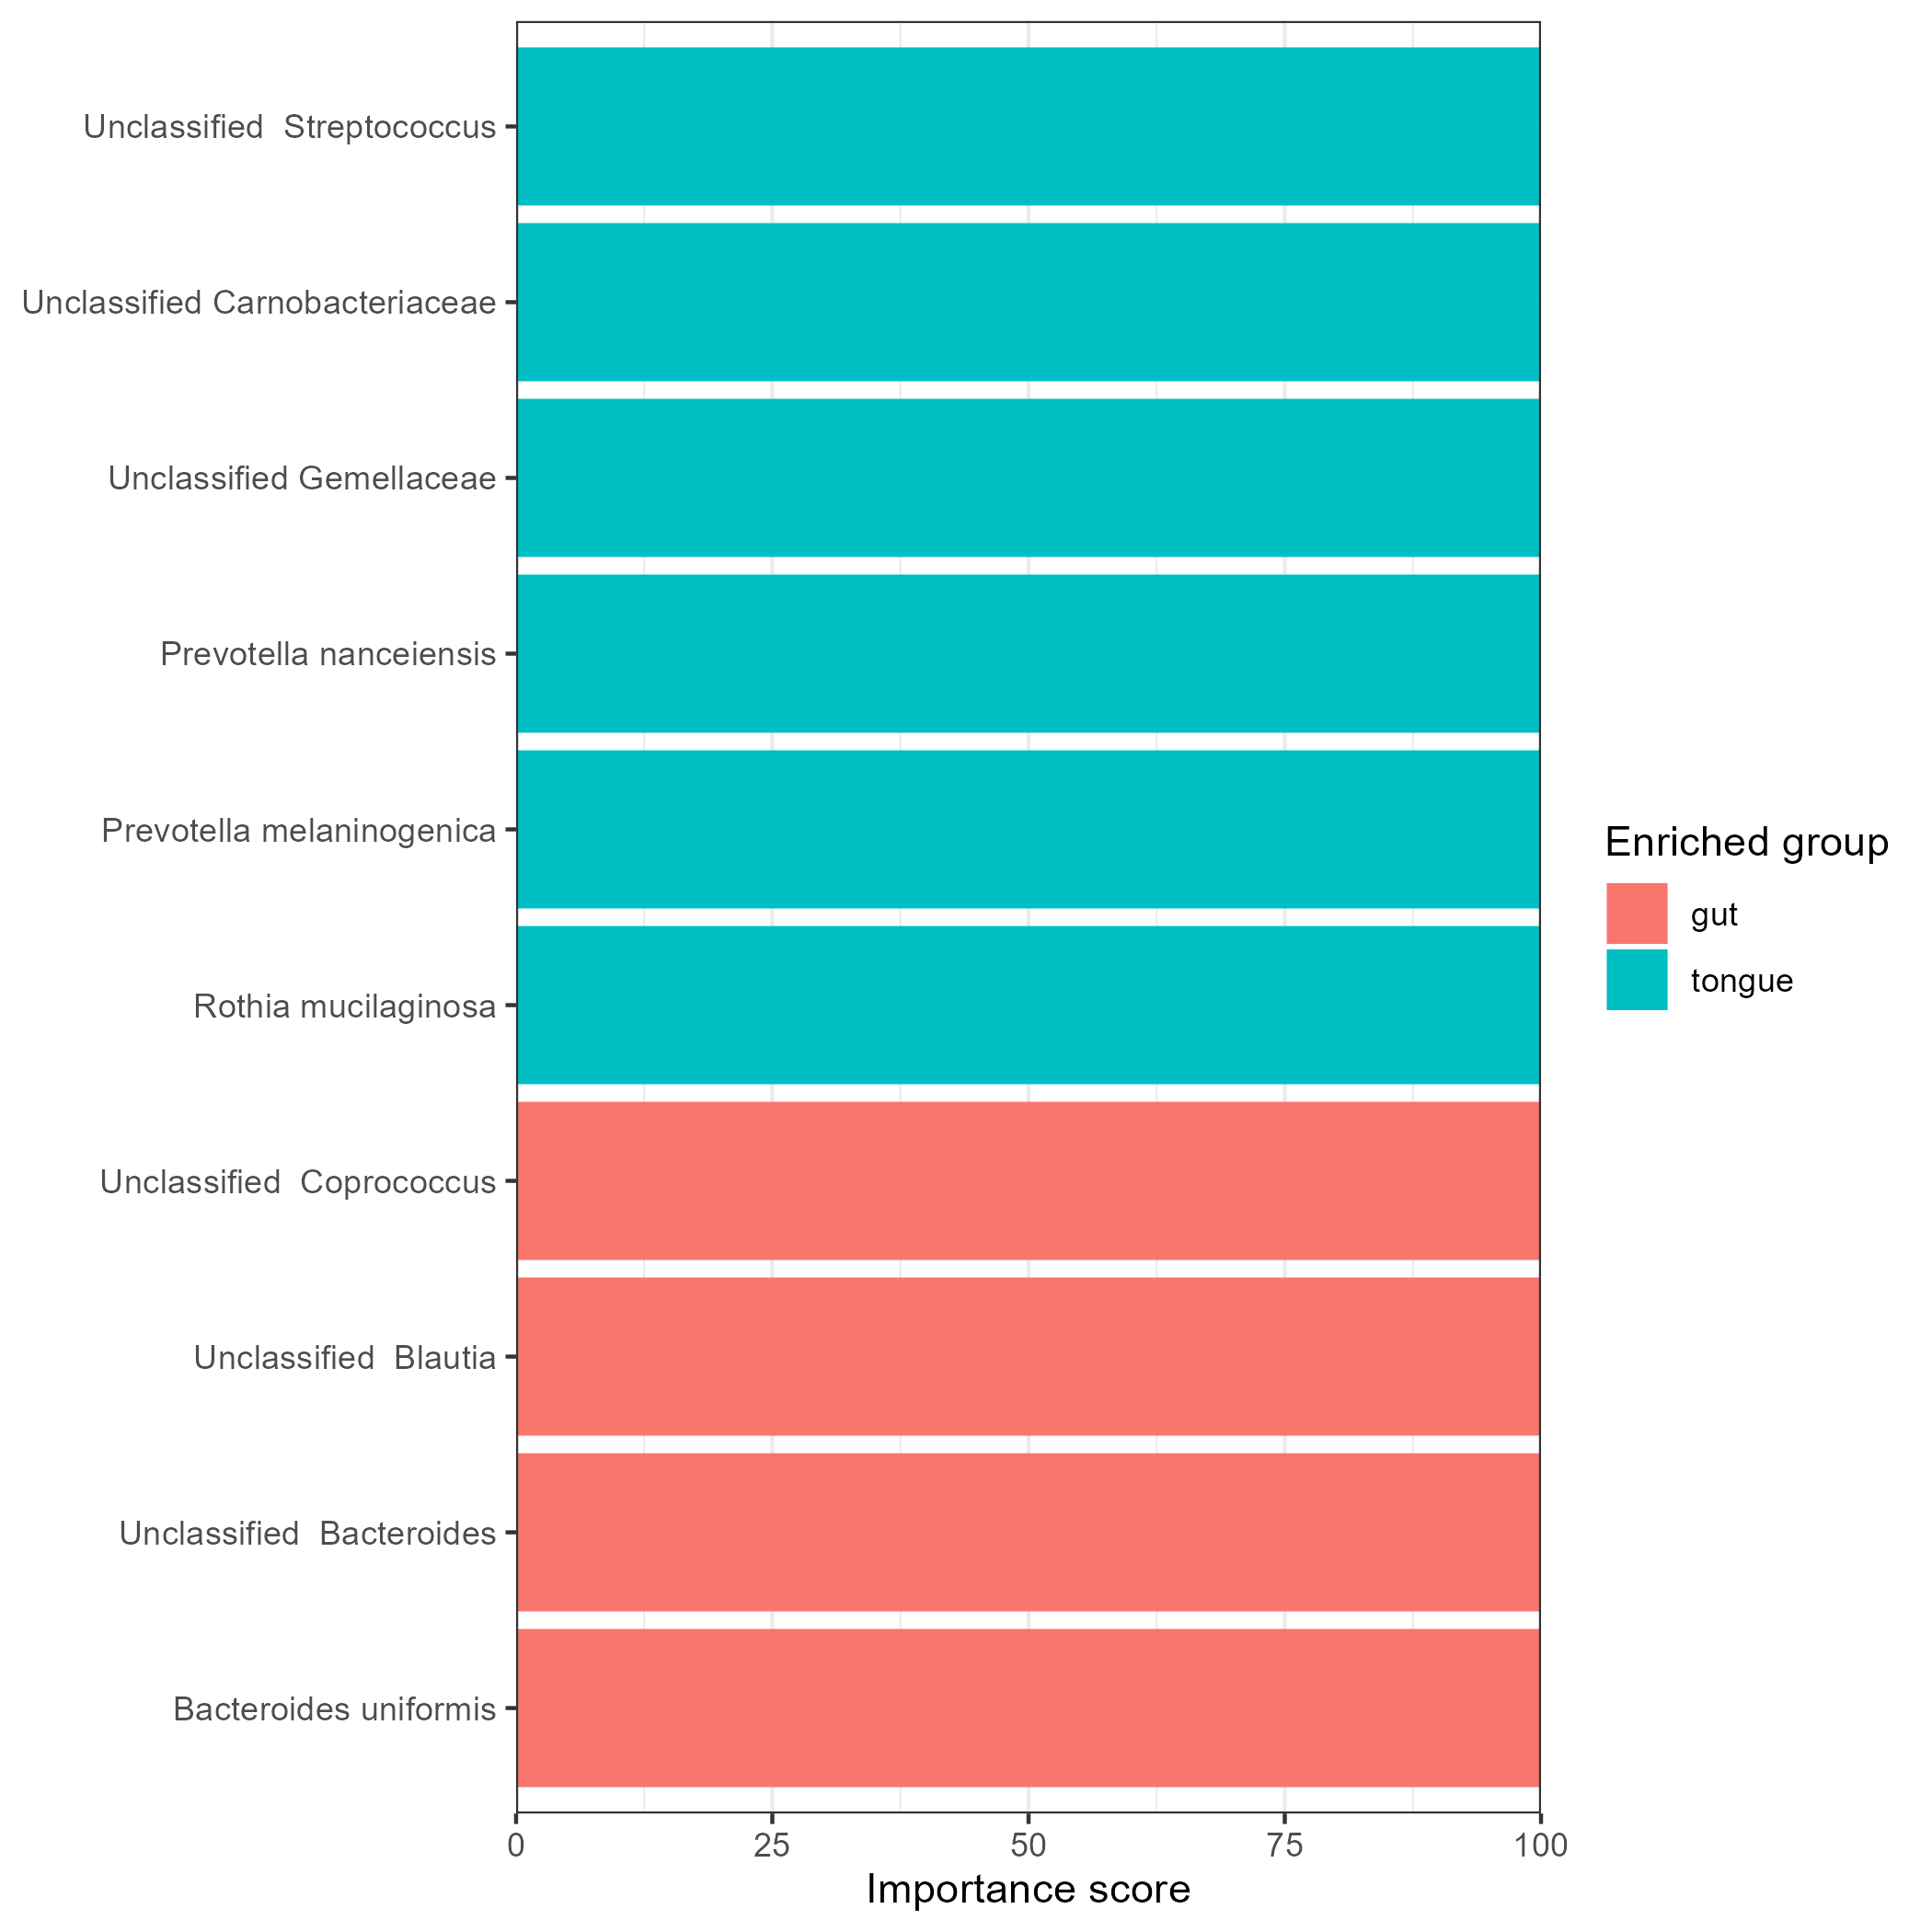 Unclassified  Streptococcus
Unclassified Carnobacteriaceae
Unclassified Gemellaceae
Prevotella nanceiensis
Prevotella melaninogenica
Rothia mucilaginosa
Unclassified  Coprococcus
Unclassified  Blautia
Unclassified  Bacteroides
Bacteroides uniformis
0 25 50 75 100
Importance score
Enriched group
gut
tongue